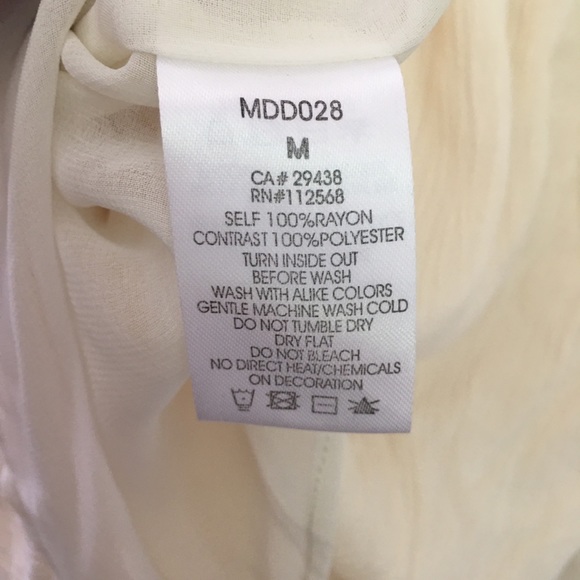 MDD028
M
CA# 29438
RN#112568
SELF 100%RAYON
CONTRAST 100%POLYESTER
TURN INSIDE OUT
BEFORE WASH
WASH WITH ALIKE COLORS
GENTLE MACHINE WASH COLD
DO NOT TUMBLE DRY
DRY FLAT
DO NOT BLEACH
NO DIRECT HEAT/CHEMICALS
ON DECORATION